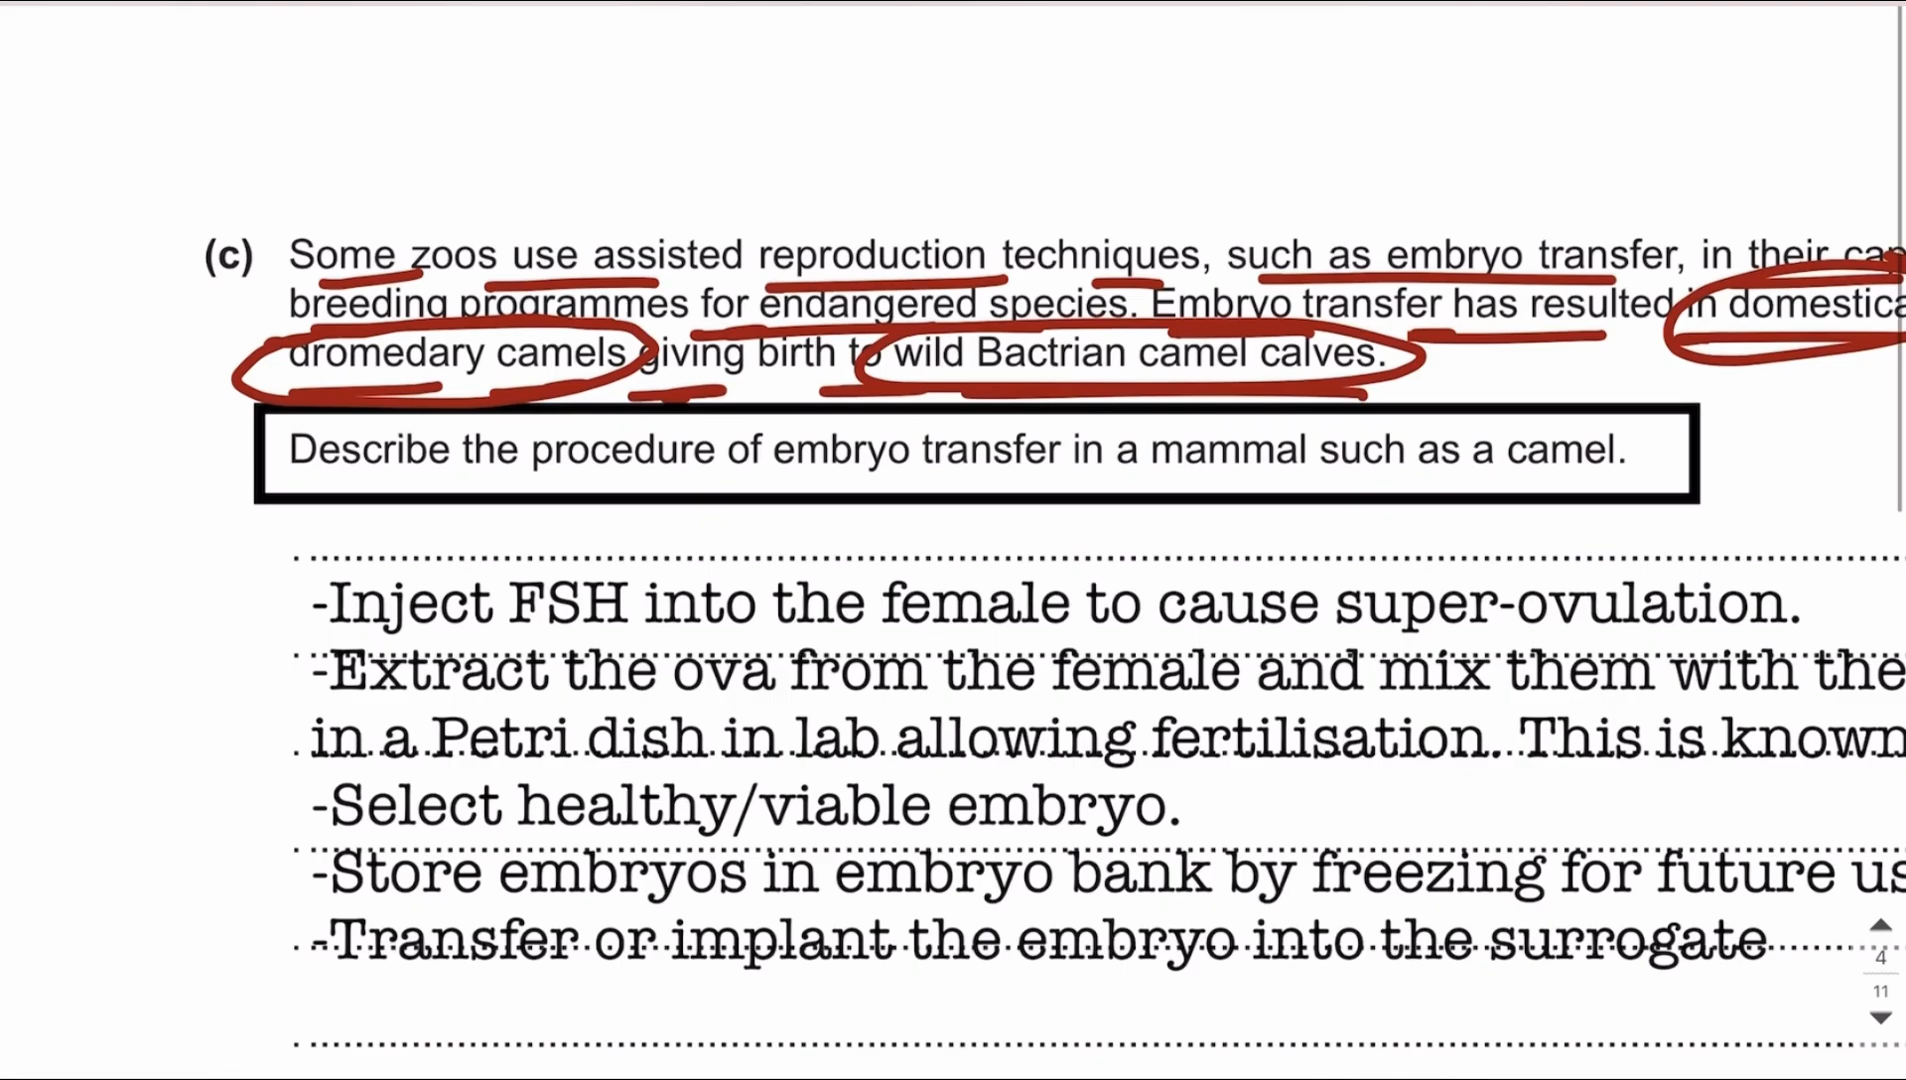 (c) Some zoos use assisted reproduction techniques, such as embryo transfer, in their cap
breeding programmes for endangered species. Embryo transfer has resulted in domestica
dromedary camels giving birth to wild Bactrian camel calves.
Describe the procedure of embryo transfer in a mammal such as a camel.
-Inject FSH into the female to cause super-ovulation.
-Extract the ova from the female and mix them with the
in a Petri dish in lab allowing fertilisation. This is known
-Select healthy/viable embryo.
-Store embryos in embryo bank by freezing for future us
-Transfer or implant the embryo into the surrogate
4
11